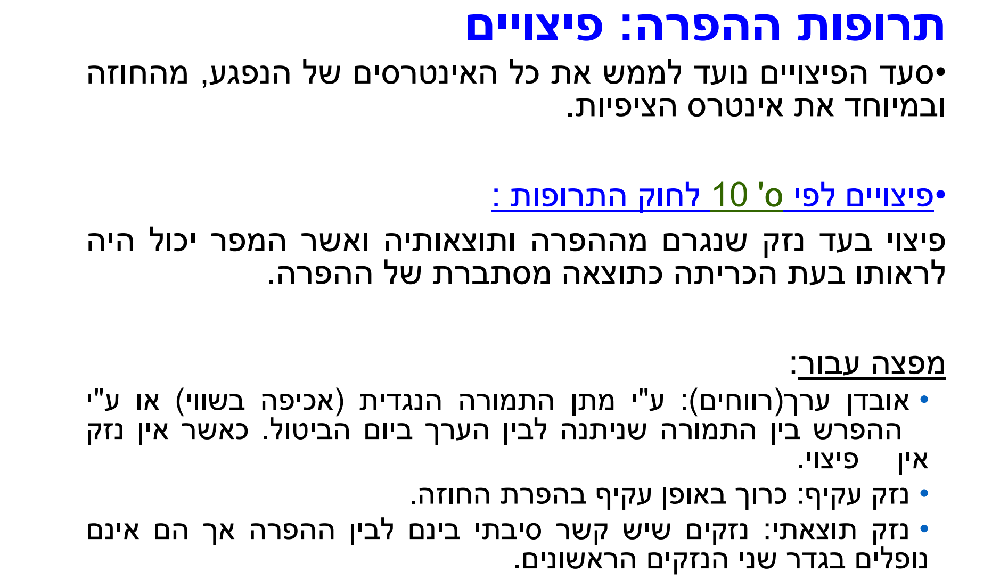 תרופות ההפרה: פיצויים
•סעד הפיצויים נועד לממש את כל האינטרסים של הנפגע, מהחוזה
ובמיוחד את אינטרס הציפיות.
•פיצויים לפי ס' 10 לחוק התרופות :
פיצוי בעד נזק שנגרם מההפרה ותוצאותיה ואשר המפר יכול היה
לראותו בעת הכריתה כתוצאה מסתברת של ההפרה.
מפצה עבור:
• אובדן ערך(רווחים): ע"י מתן התמורה הנגדית (אכיפה בשווי) או ע"י
ההפרש בין התמורה שניתנה לבין הערך ביום הביטול. כאשר אין נזק
אין פיצוי.
• נזק עקיף: כרוך באופן עקיף בהפרת החוזה.
• נזק תוצאתי: נזקים שיש קשר סיבתי בינם לבין ההפרה אך הם אינם
נופלים בגדר שני הנזקים הראשונים.